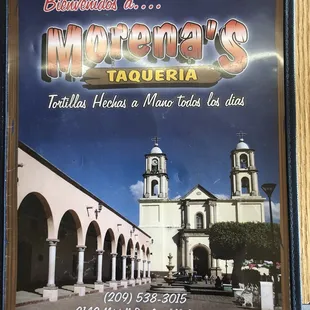 Bienvenidos a....
Morena's
TAQUERIA
Tortillas Hechas a Mano todos los dias
(209) 538-3015